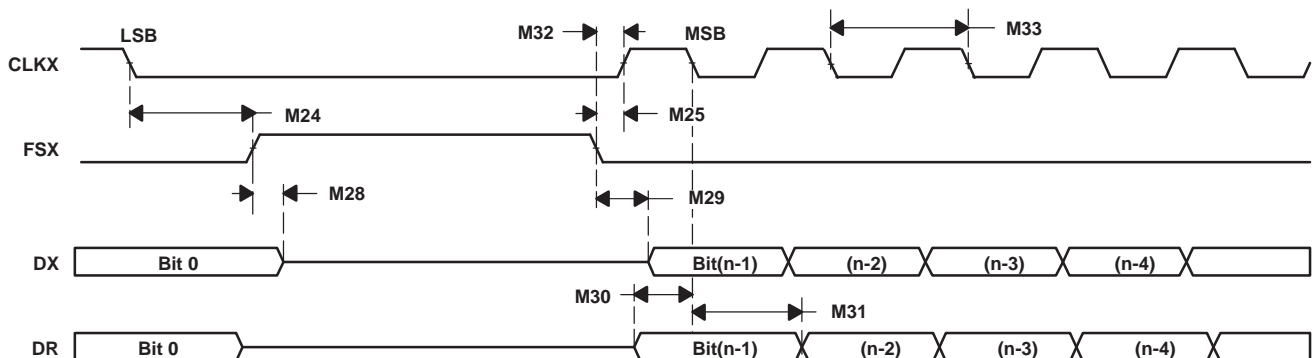 LSB M32 MSB M33
CLKX
M24 M25
FSX
M28 M29
DX Bit 0 Bit(n-1) (n-2) (n-3) (n-4)
M30 M31
DR Bit 0 Bit(n-1) (n-2) (n-3) (n-4)